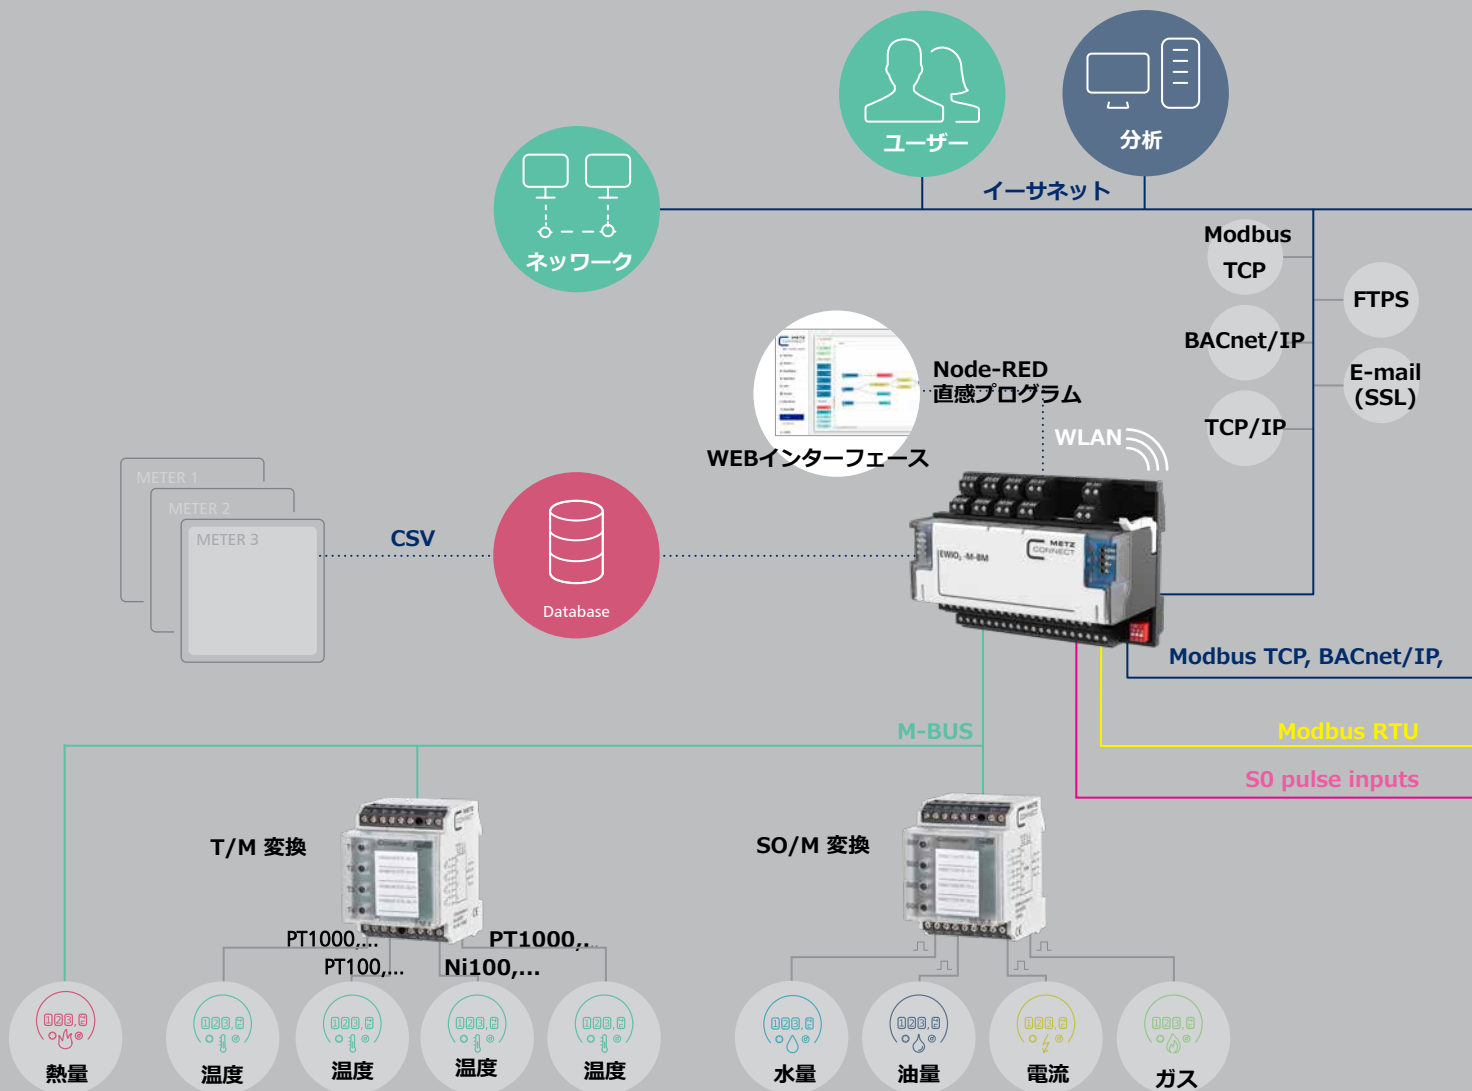 ユーザー
分析
イーサネット
ネッワーク
Modbus
TCP
FTPS
BACnet/IP
E-mail
(SSL)
TCP/IP
Node-RED
直感プログラム
WEBインターフェース
METZ
CONNECT
WLAN
METER 1
METER 2
METER 3
CSV
Database
METZ
CONNECT
EWIO₂-M-BM
Modbus TCP, BACnet/IP,
M-BUS
Modbus RTU
S0 pulse inputs
T/M 変換
SO/M 変換
PT1000,...
PT1000,..
PT100,...
Ni100,...
熱量
温度
温度
温度
温度
水量
油量
電流
ガス